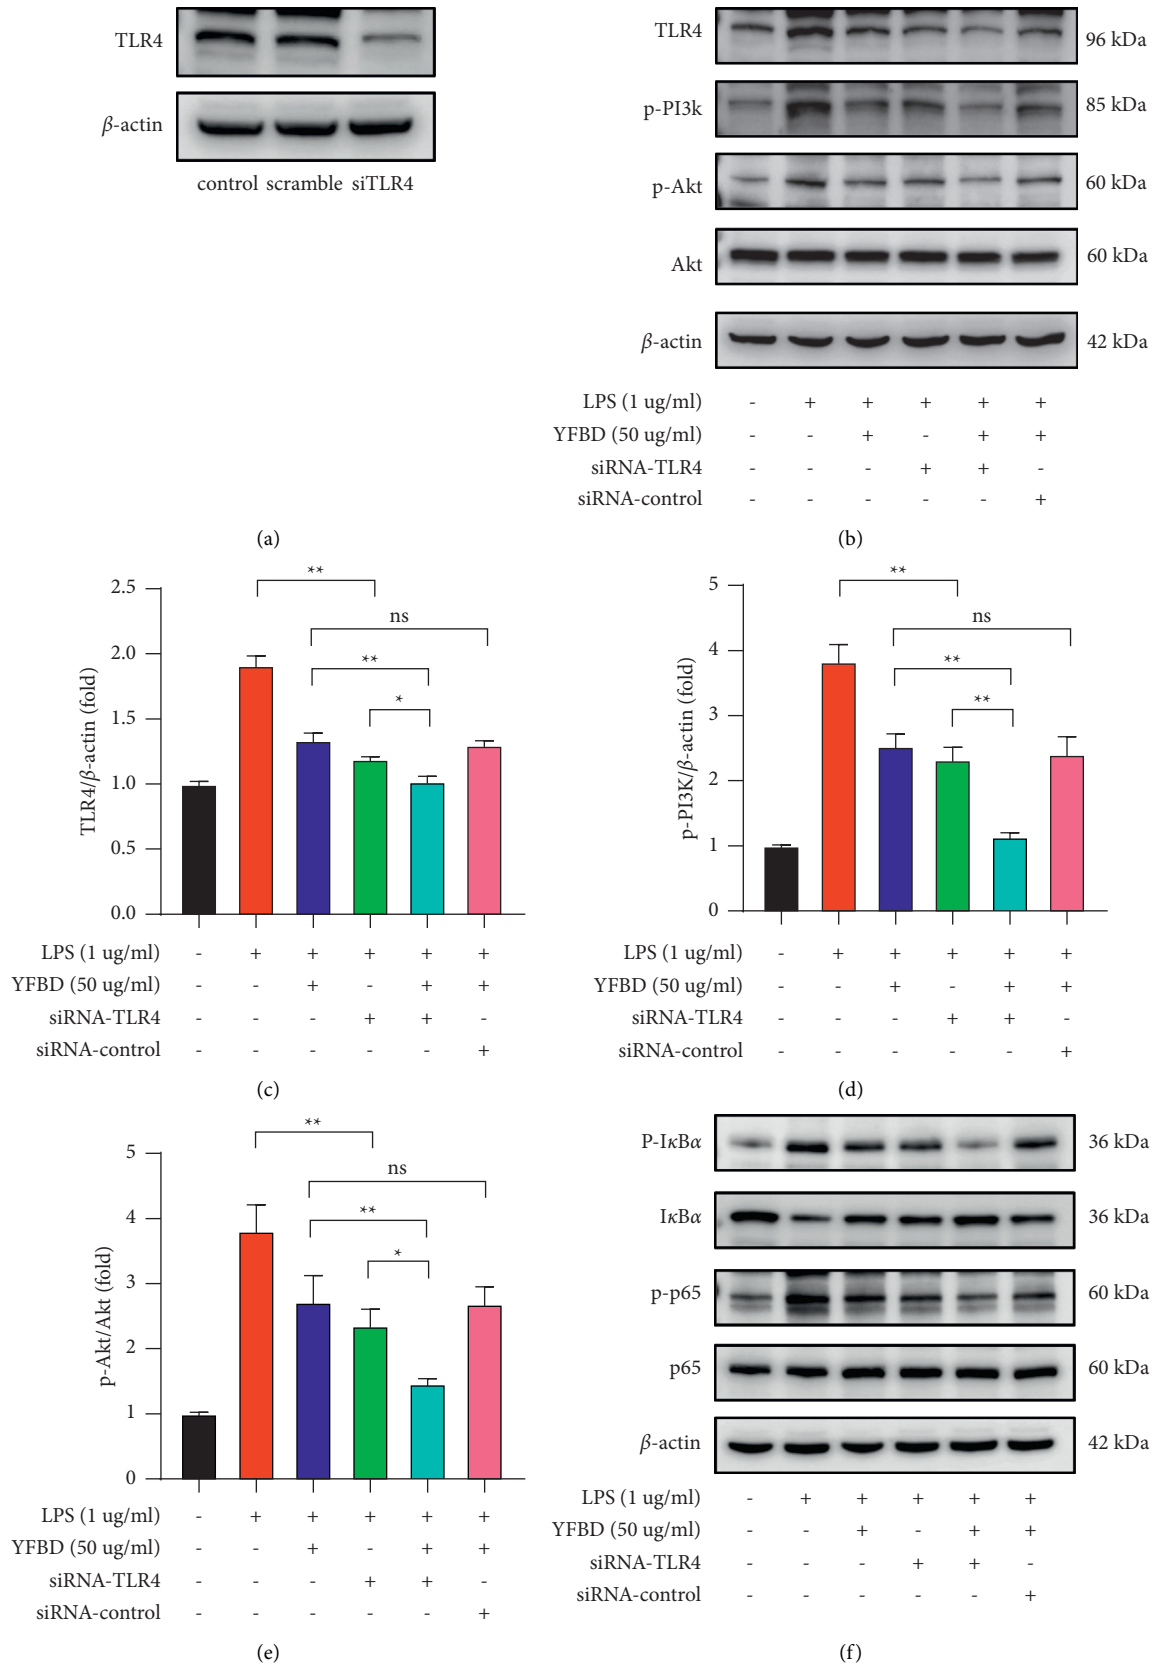 TLR4
β-actin
control scramble siTLR4
(a)
TLR4 96 kDa
p-PI3k 85 kDa
p-Akt 60 kDa
Akt 60 kDa
β-actin 42 kDa
LPS (1 ug/ml) - + + + + +
YFBD (50 ug/ml) - - + - + +
siRNA-TLR4 - - - + + -
siRNA-control - - - - - +
(b)
**
ns
**
*
2.5
2.0
1.5
1.0
0.5
0.0
TLR4/β-actin (fold)
LPS (1 ug/ml) - + + + + +
YFBD (50 ug/ml) - - + - + +
siRNA-TLR4 - - - + + -
siRNA-control - - - - - +
(c)
**
ns
**
**
5
4
3
2
1
0
p-PI3K/β-actin (fold)
LPS (1 ug/ml) - + + + + +
YFBD (50 ug/ml) - - + - + +
siRNA-TLR4 - - - + + -
siRNA-control - - - - - +
(d)
**
ns
**
*
5
4
3
2
1
0
p-Akt/Akt (fold)
LPS (1 ug/ml) - + + + + +
YFBD (50 ug/ml) - - + - + +
siRNA-TLR4 - - - + + -
siRNA-control - - - - - +
(e)
P-IκBα 36 kDa
IκBα 36 kDa
p-p65 60 kDa
p65 60 kDa
β-actin 42 kDa
LPS (1 ug/ml) - + + + + +
YFBD (50 ug/ml) - - + - + +
siRNA-TLR4 - - - + + -
siRNA-control - - - - - +
(f)